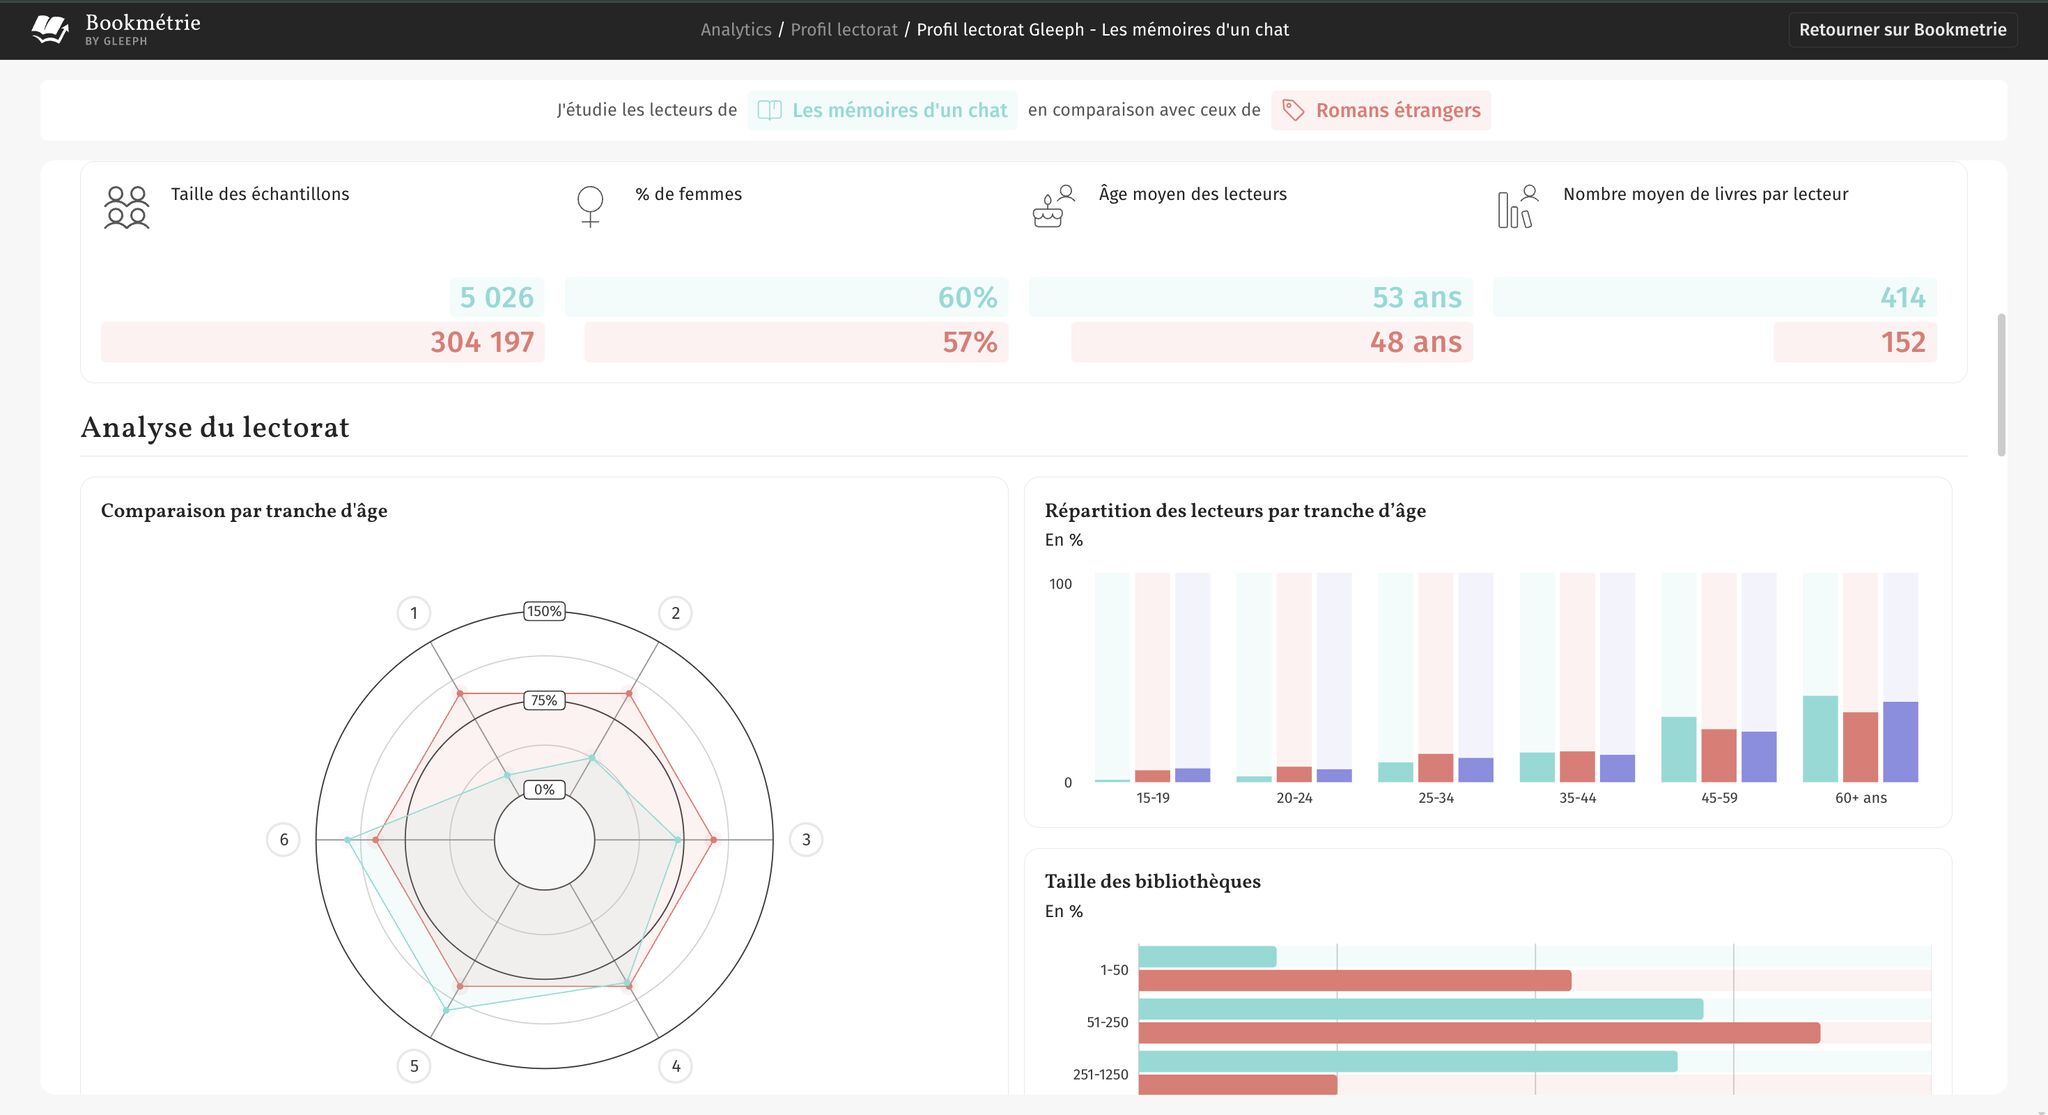 Bookmétrie
BY GLEEPH
Analytics / Profil lectorat / Profil lectorat Gleeph - Les mémoires d'un chat
Retourner sur Bookmetrie
J'étudie les lecteurs de Les mémoires d'un chat en comparaison avec ceux de Romans étrangers
Taille des échantillons
5 026
304 197
% de femmes
60%
57%
Âge moyen des lecteurs
53 ans
48 ans
Nombre moyen de livres par lecteur
414
152
Analyse du lectorat
Comparaison par tranche d'âge
1
150%
2
75%
0%
6
3
5
4
Répartition des lecteurs par tranche d’âge
En %
100
0
15-19
20-24
25-34
35-44
45-59
60+ ans
Taille des bibliothèques
En %
1-50
51-250
251-1250